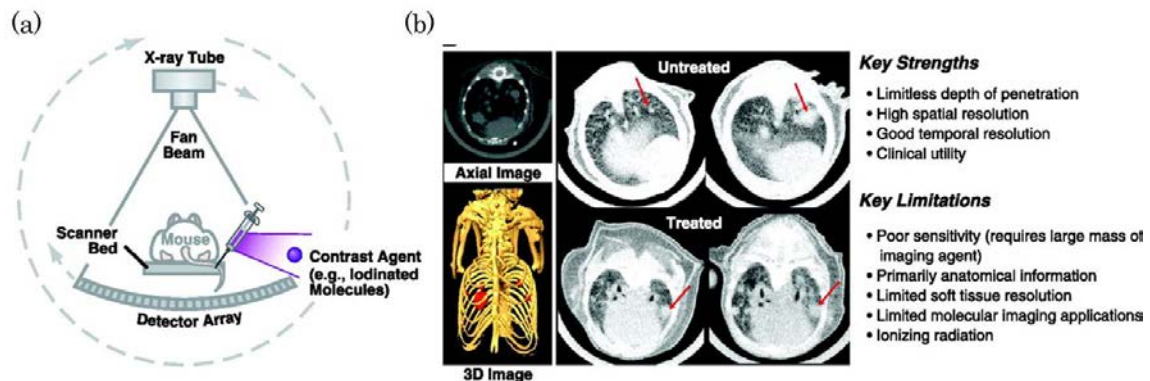 (a)
X-ray Tube
Fan
Beam
Scanner
Bed
Mouse
Contrast Agent
(e.g., Iodinated
Molecules)
Detector Array
(b)
Axial Image
3D Image
Untreated
Treated
Key Strengths
• Limitless depth of penetration
• High spatial resolution
• Good temporal resolution
• Clinical utility
Key Limitations
• Poor sensitivity (requires large mass of
imaging agent)
• Primarily anatomical information
• Limited soft tissue resolution
• Limited molecular imaging applications
• Ionizing radiation